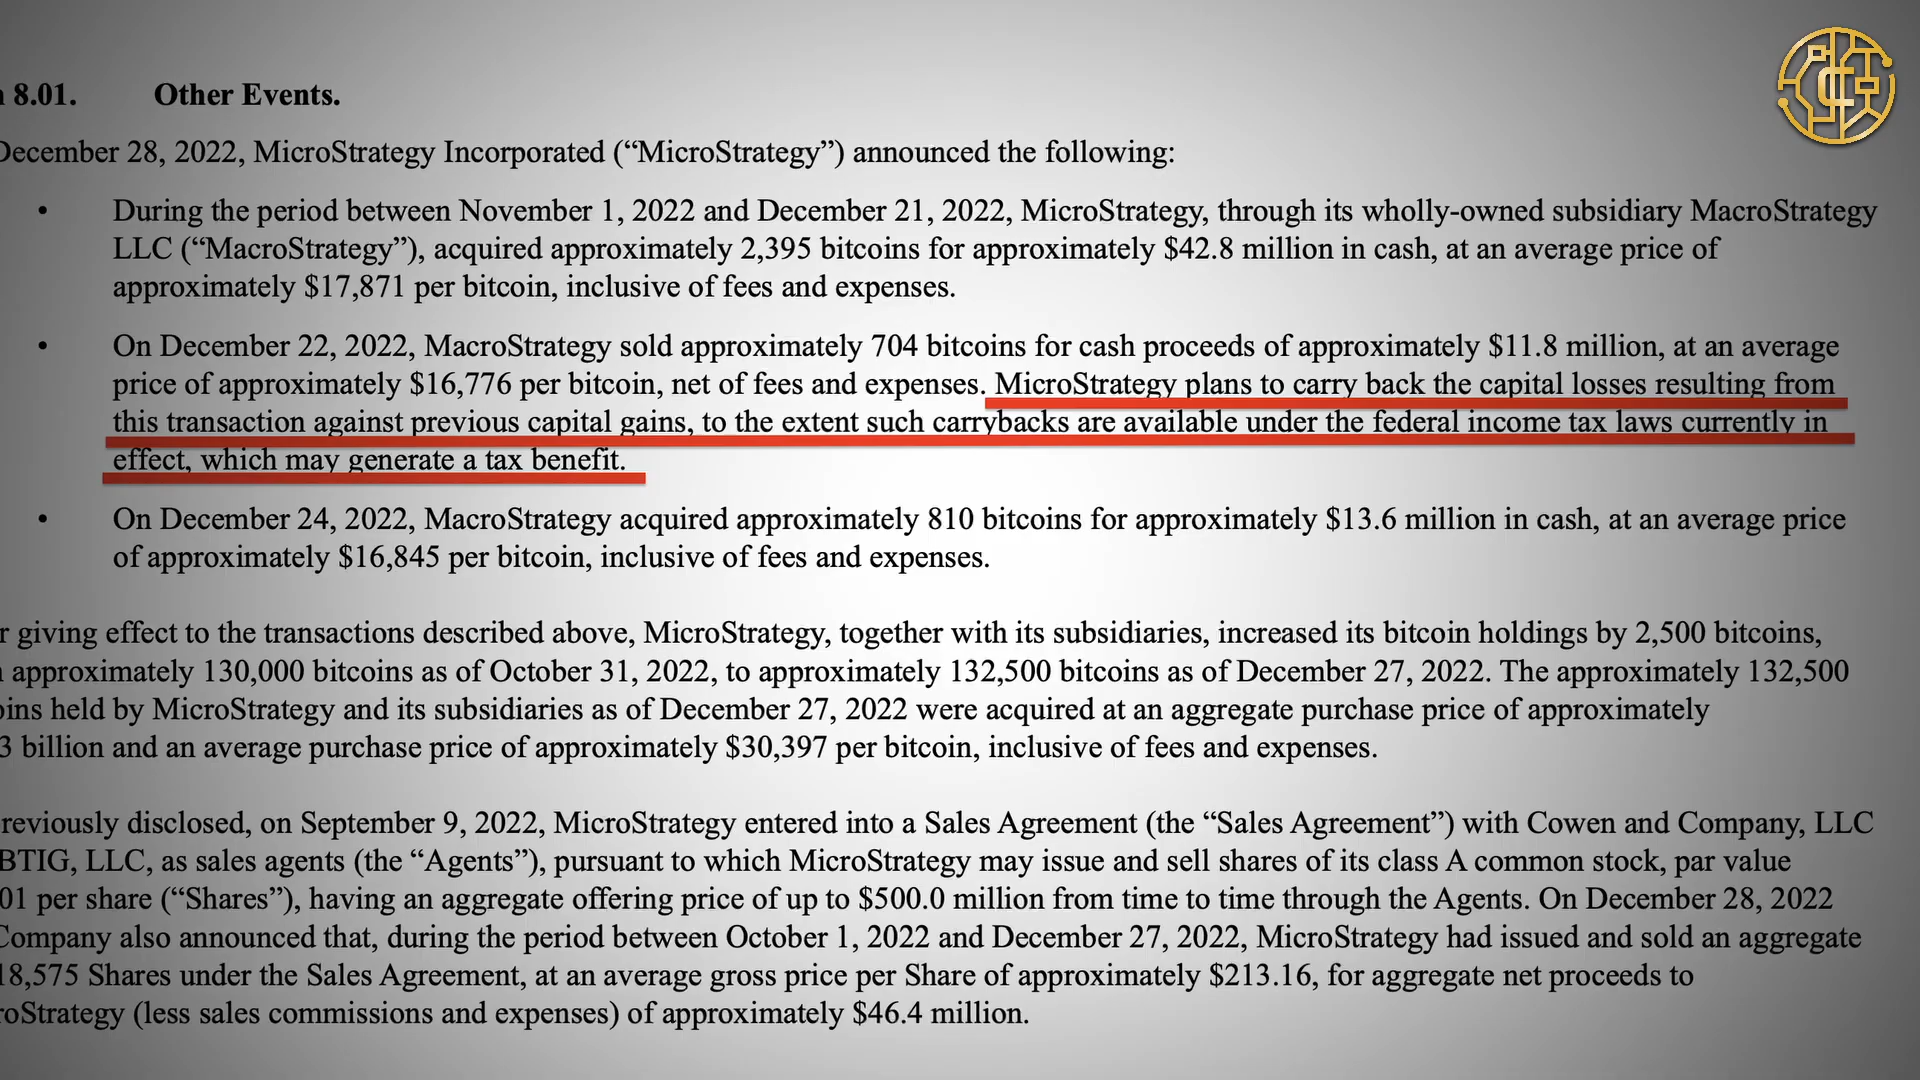 8.01. Other Events.
December 28, 2022, MicroStrategy Incorporated (“MicroStrategy”) announced the following:
• During the period between November 1, 2022 and December 21, 2022, MicroStrategy, through its wholly-owned subsidiary MacroStrategy
LLC (“MacroStrategy”), acquired approximately 2,395 bitcoins for approximately $42.8 million in cash, at an average price of
approximately $17,871 per bitcoin, inclusive of fees and expenses.
• On December 22, 2022, MacroStrategy sold approximately 704 bitcoins for cash proceeds of approximately $11.8 million, at an average
price of approximately $16,776 per bitcoin, net of fees and expenses. MicroStrategy plans to carry back the capital losses resulting from
this transaction against previous capital gains, to the extent such carrybacks are available under the federal income tax laws currently in
effect, which may generate a tax benefit.
• On December 24, 2022, MacroStrategy acquired approximately 810 bitcoins for approximately $13.6 million in cash, at an average price
of approximately $16,845 per bitcoin, inclusive of fees and expenses.
r giving effect to the transactions described above, MicroStrategy, together with its subsidiaries, increased its bitcoin holdings by 2,500 bitcoins,
approximately 130,000 bitcoins as of October 31, 2022, to approximately 132,500 bitcoins as of December 27, 2022. The approximately 132,500
oins held by MicroStrategy and its subsidiaries as of December 27, 2022 were acquired at an aggregate purchase price of approximately
3 billion and an average purchase price of approximately $30,397 per bitcoin, inclusive of fees and expenses.
reviously disclosed, on September 9, 2022, MicroStrategy entered into a Sales Agreement (the “Sales Agreement”) with Cowen and Company, LLC
BTIG, LLC, as sales agents (the “Agents”), pursuant to which MicroStrategy may issue and sell shares of its class A common stock, par value
01 per share (“Shares”), having an aggregate offering price of up to $500.0 million from time to time through the Agents. On December 28, 2022
Company also announced that, during the period between October 1, 2022 and December 27, 2022, MicroStrategy had issued and sold an aggregate
18,575 Shares under the Sales Agreement, at an average gross price per Share of approximately $213.16, for aggregate net proceeds to
roStrategy (less sales commissions and expenses) of approximately $46.4 million.